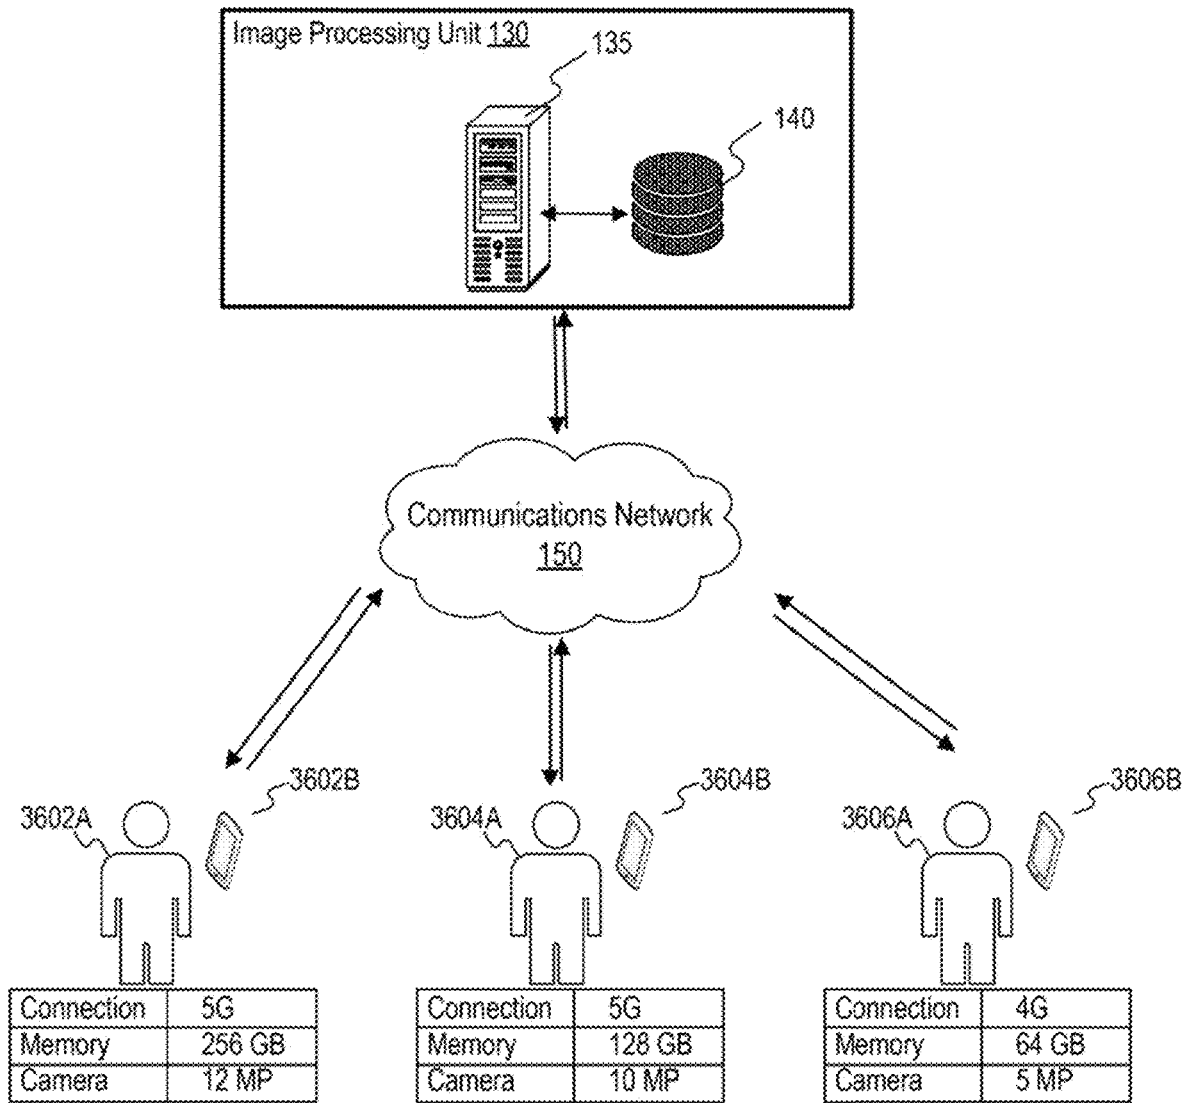 Image Processing Unit 130
135
140
Communications Network
150
3602A
3602B
3604A
3604B
3606A
3606B
Connection 5G
Memory 256 GB
Camera 12 MP
Connection 5G
Memory 128 GB
Camera 10 MP
Connection 4G
Memory 64 GB
Camera 5 MP